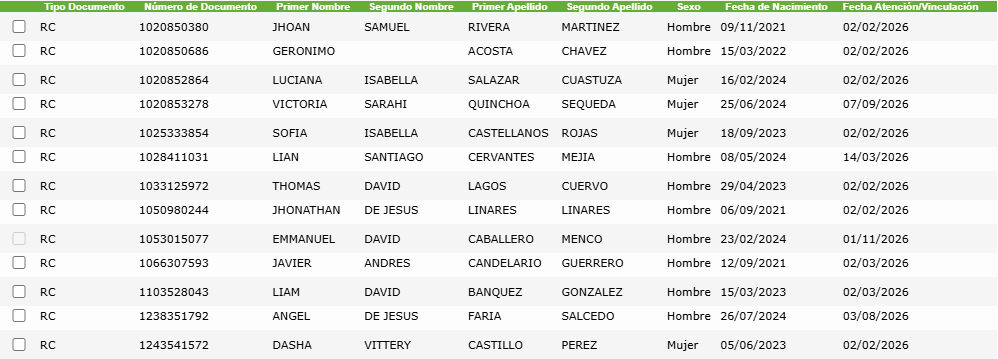 Tipo Documento Número de Documento Primer Nombre Segundo Nombre Primer Apellido Segundo Apellido Sexo Fecha de Nacimiento Fecha Atención/Vinculación
RC 1020850380 JHOAN SAMUEL RIVERA MARTINEZ Hombre 09/11/2021 02/02/2026
RC 1020850686 GERONIMO ACOSTA CHAVEZ Hombre 15/03/2022 02/02/2026
RC 1020852864 LUCIANA ISABELLA SALAZAR CUASTUZA Mujer 16/02/2024 02/02/2026
RC 1020853278 VICTORIA SARAHI QUINCHOA SEQUEDA Mujer 25/06/2024 07/09/2026
RC 1025333854 SOFIA ISABELLA CASTELLANOS ROJAS Mujer 18/09/2023 02/02/2026
RC 1028411031 LIAN SANTIAGO CERVANTES MEJIA Hombre 08/05/2024 14/03/2026
RC 1033125972 THOMAS DAVID LAGOS CUERVO Hombre 29/04/2023 02/02/2026
RC 1050980244 JHONATHAN DE JESUS LINARES LINARES Hombre 06/09/2021 02/02/2026
RC 1053015077 EMMANUEL DAVID CABALLERO MENCO Hombre 23/02/2024 01/11/2026
RC 1066307593 JAVIER ANDRES CANDELARIO GUERRERO Hombre 12/09/2021 02/03/2026
RC 1103528043 LIAM DAVID BANQUEZ GONZALEZ Hombre 15/03/2023 02/03/2026
RC 1238351792 ANGEL DE JESUS FARIA SALCEDO Hombre 26/07/2024 03/08/2026
RC 1243541572 DASHA VITTERY CASTILLO PEREZ Mujer 05/06/2023 02/02/2026